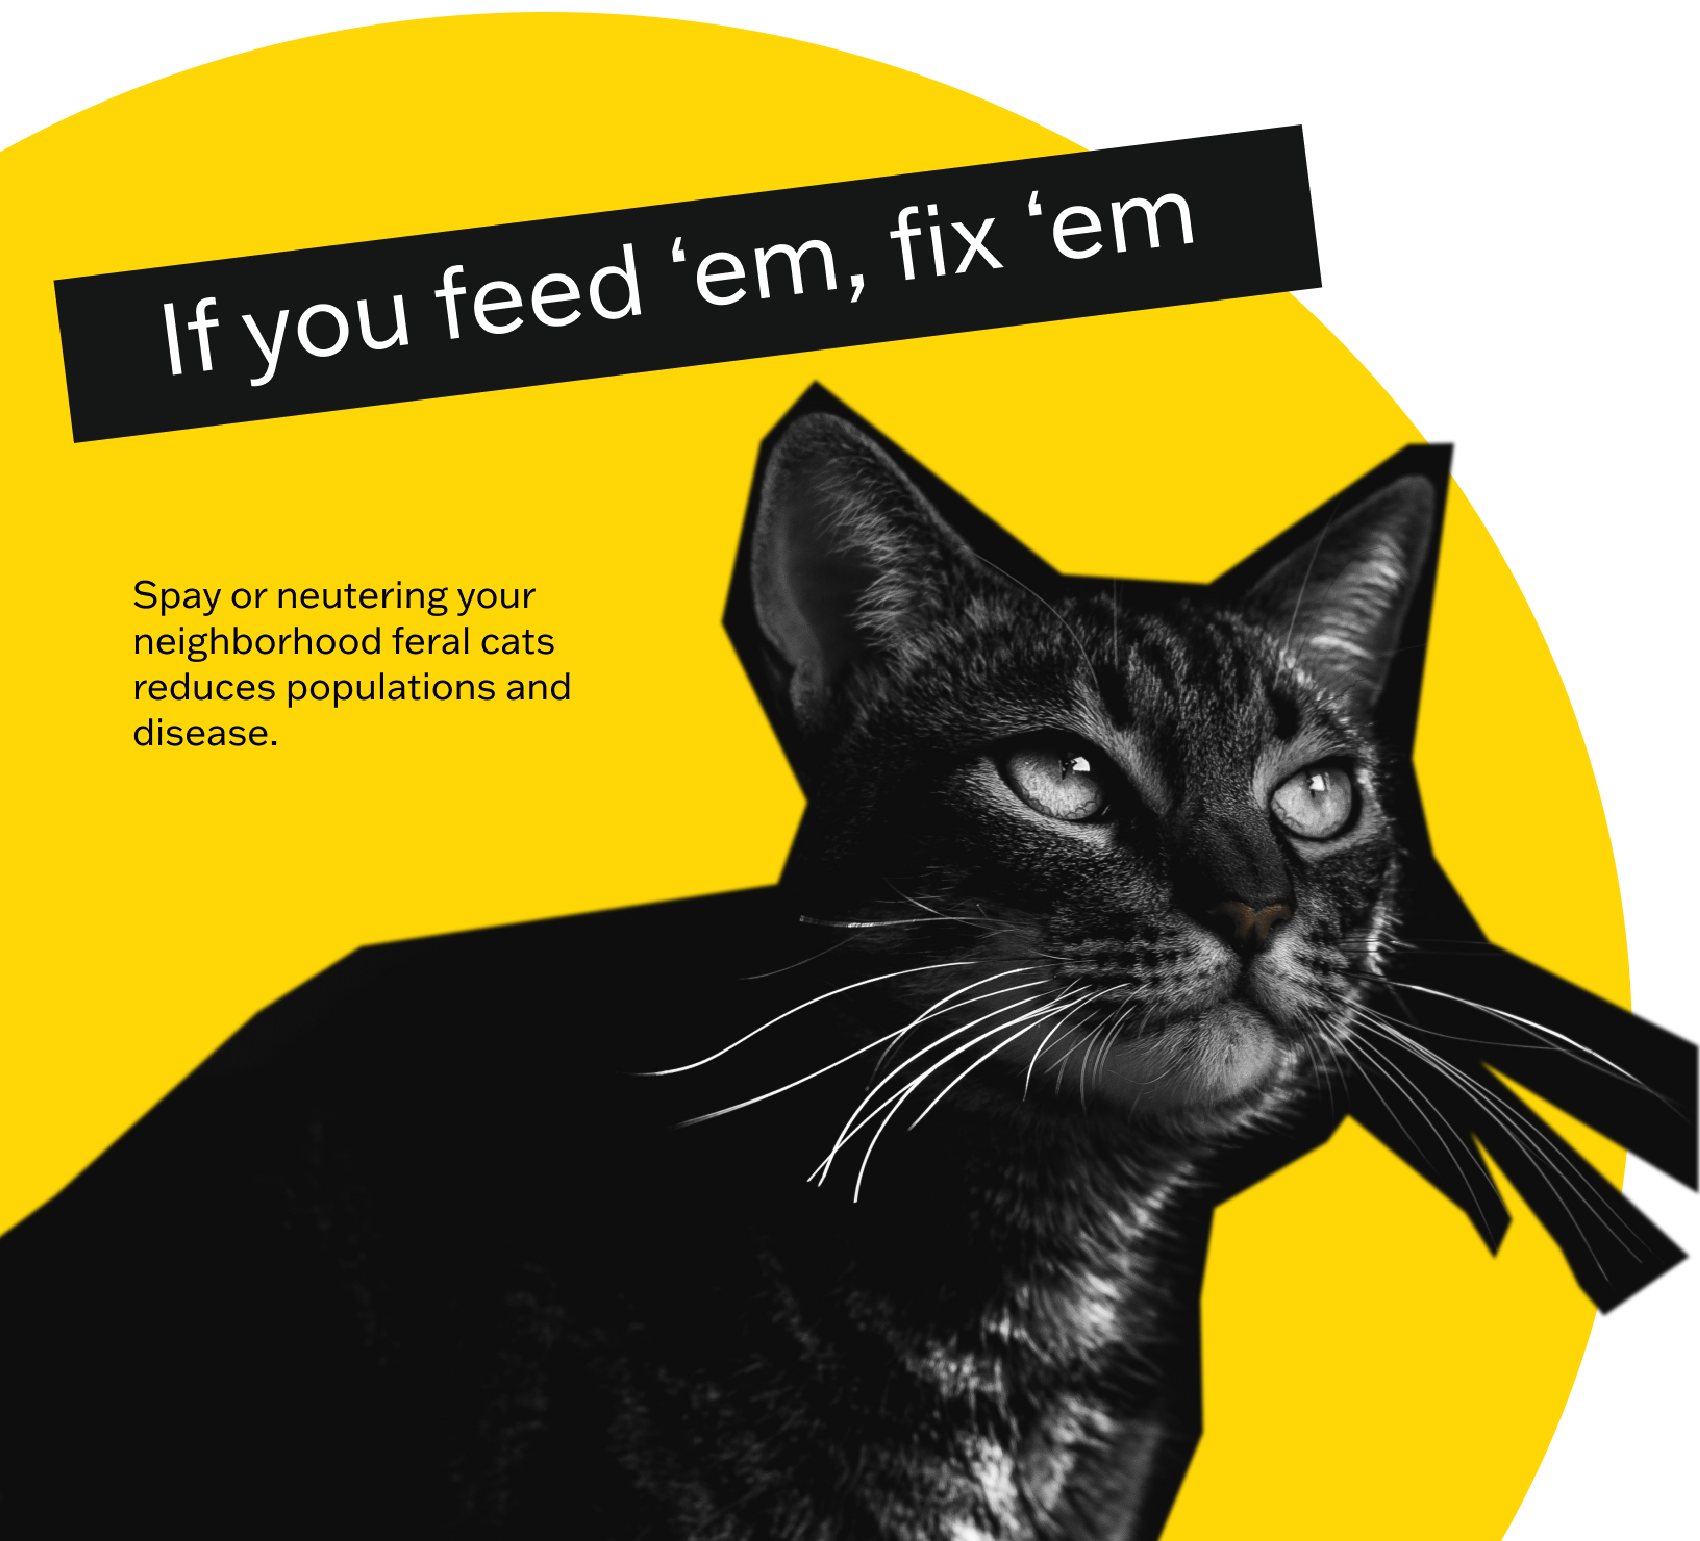 If you feed ‘em, fix ‘em
Spay or neutering your
neighborhood feral cats
reduces populations and
disease.